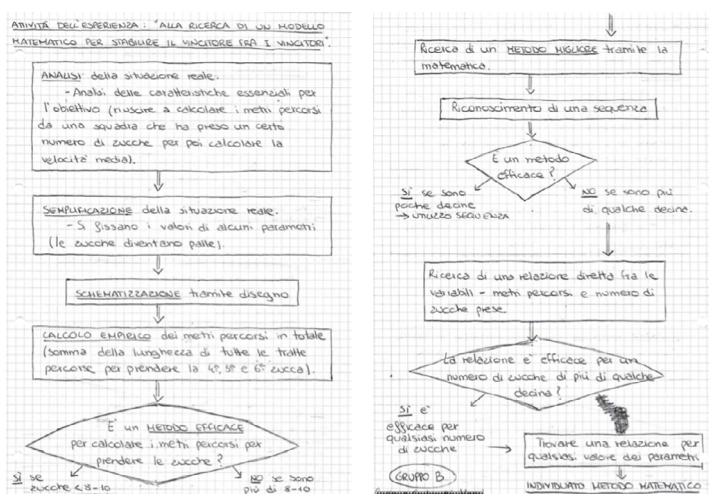 ATTIVITÀ DELL'ESPERIENZA: "ALLA RICERCA DI UN MODELLO
MATEMATICO PER STABILIRE IL VINCITORE FRA I VINCITORI".
ANALISI della situazione reale.
- Analisi delle caratteristiche essenziali per
l'obiettivo (riuscire a calcolare i metri percorsi
da una squadra che ha preso un certo
numero di zucche per poi calcolare la
velocità media).
SEMPLIFICAZIONE della situazione reale.
- Si fissano i valori di alcuni parametri
(le zucche diventano palle).
SCHEMATIZZAZIONE tramite disegno
CALCOLO EMPIRICO dei metri percorsi in totale
(somma della lunghezza di tutte le tratte
percorse per prendere la 4°, 5° e 6° zucca).
È un METODO EFFICACE
per calcolare i metri percorsi per
prendere le zucche?
SÌ se
zucche < 8-10
NO se sono
più di 8-10
Ricerca di un METODO MIGLIORE tramite la
matematica.
Riconoscimento di una sequenza
È un metodo
efficace?
SÌ se sono
poche decine
→ UTILIZZO SEQUENZA
NO se sono più
di qualche decina.
Ricerca di una relazione diretta fra le
variabili - metri percorsi e numero di
zucche prese
La relazione è efficace per un
numero di zucche di più di qualche
decina?
SÌ è
efficace per
qualsiasi numero
di zucche
Trovare una relazione per
qualsiasi valore dei parametri
GRUPPO B
INDIVIDUATO METODO MATEMATICO